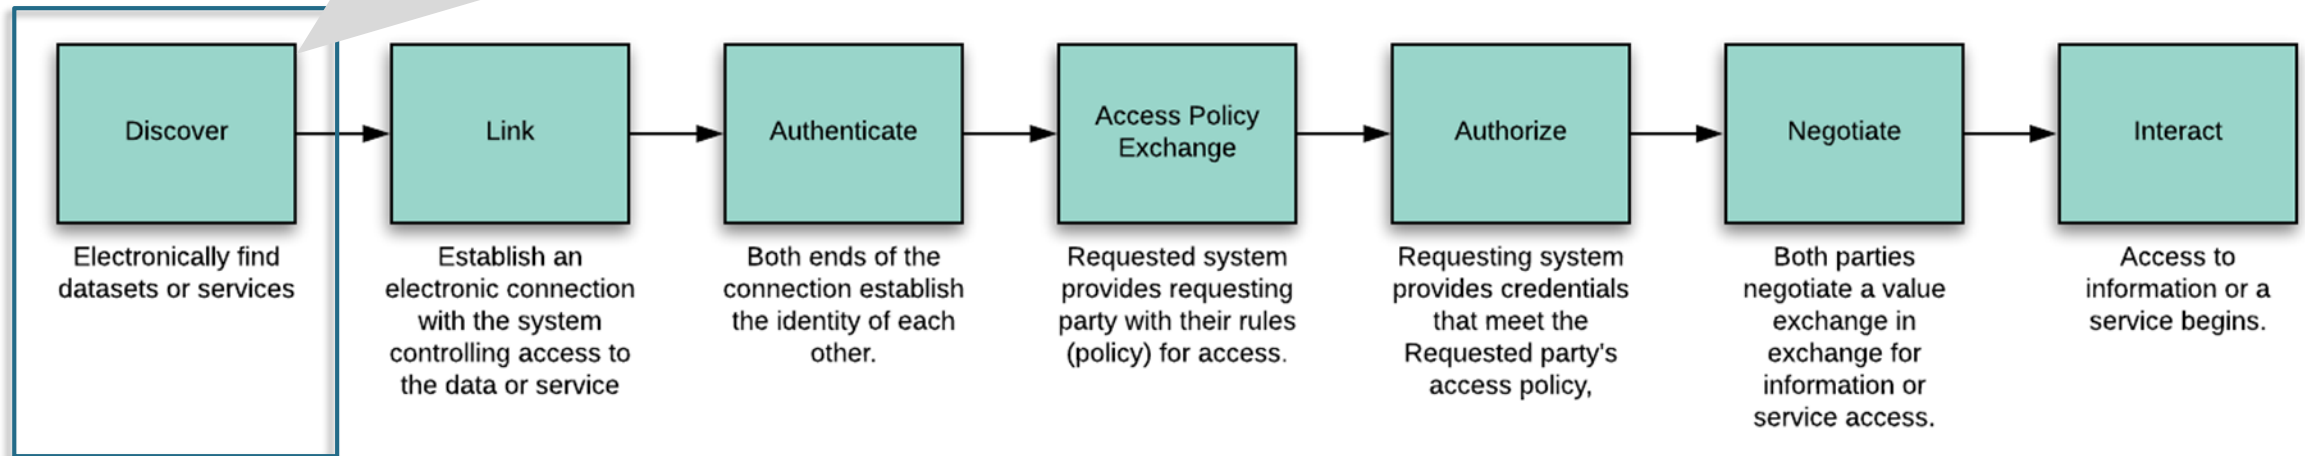 Discover
Link
Authenticate
Access Policy
Exchange
Authorize
Negotiate
Interact
Electronically find
datasets or services
Establish an
electronic connection
with the system
controlling access to
the data or service
Both ends of the
connection establish
the identity of each
other.
Requested system
provides requesting
party with their rules
(policy) for access.
Requesting system
provides credentials
that meet the
Requested party's
access policy,
Both parties
negotiate a value
exchange in
exchange for
information or
service access.
Access to
information or a
service begins.